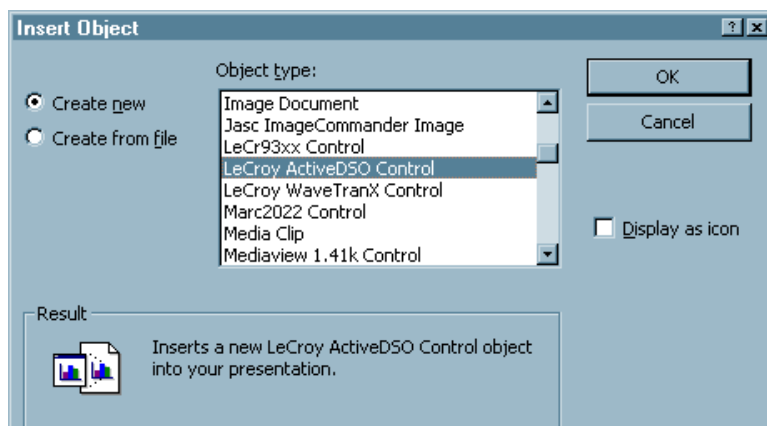 Insert Object
Object type:
Create new
Create from file
Image Document
Jasc ImageCommander Image
LeCr93xx Control
LeCroy ActiveDSO Control
LeCroy WaveTranX Control
Marc2022 Control
Media Clip
Mediaview 1.41k Control
OK
Cancel
Display as icon
Result
Inserts a new LeCroy ActiveDSO Control object
into your presentation.